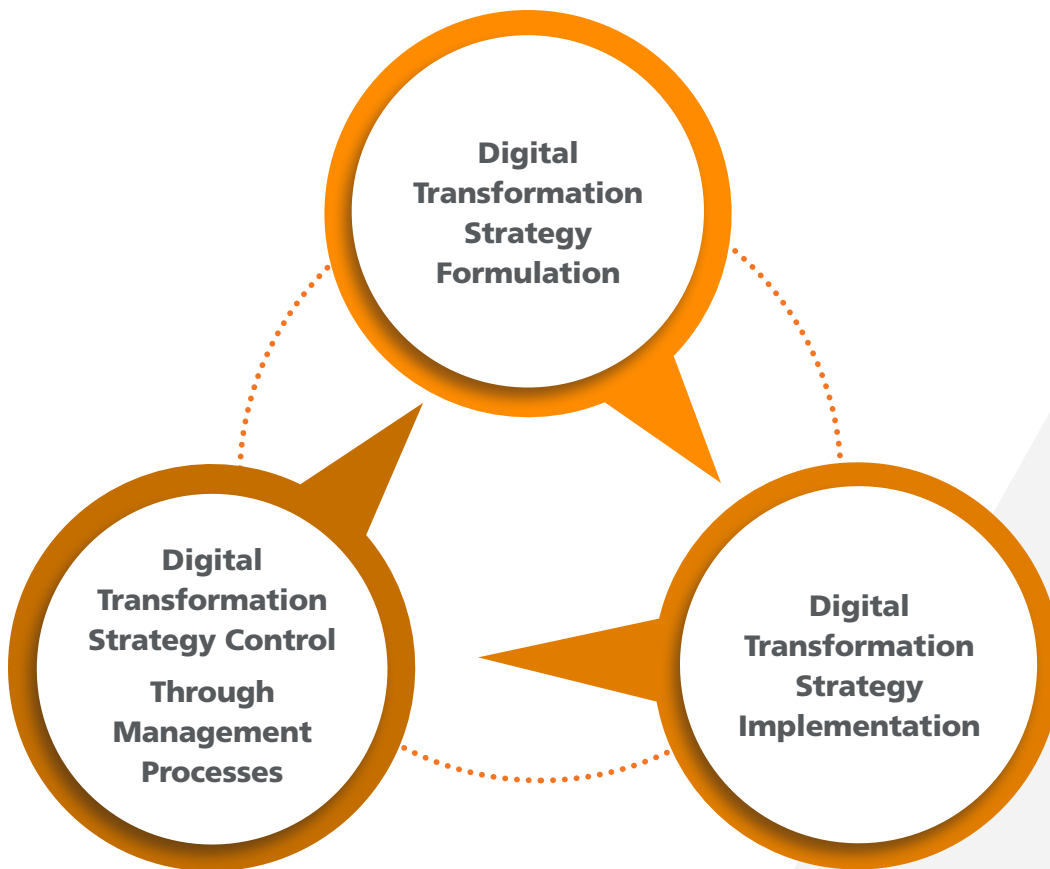 Digital
Transformation
Strategy
Formulation
Digital
Transformation
Strategy Control
Through
Management
Processes
Digital
Transformation
Strategy
Implementation